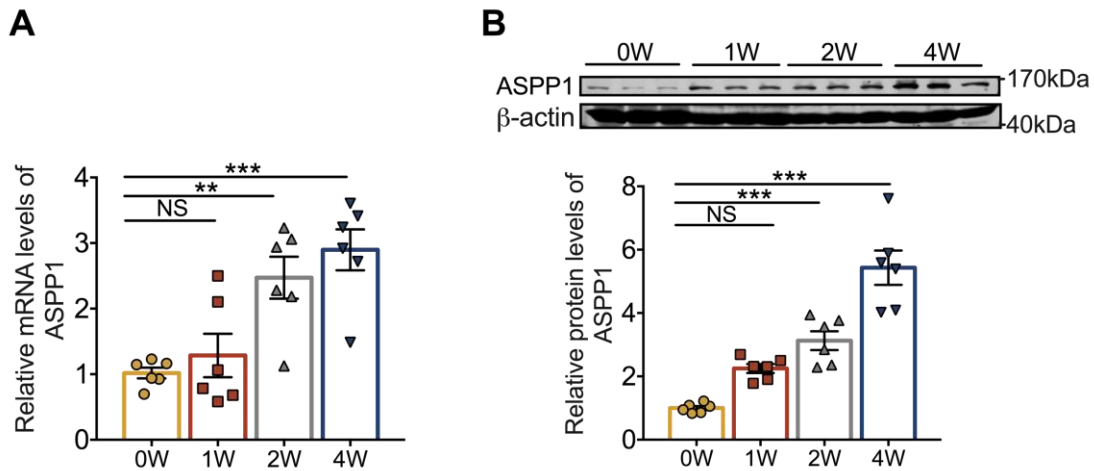 A
Relative mRNA levels of
ASPP1
4
3
2
1
0
***
**
NS
0W 1W 2W 4W
B
0W 1W 2W 4W
ASPP1
-170kDa
β-actin
-40kDa
Relative protein levels of
ASPP1
8
6
4
2
0
***
***
NS
0W 1W 2W 4W